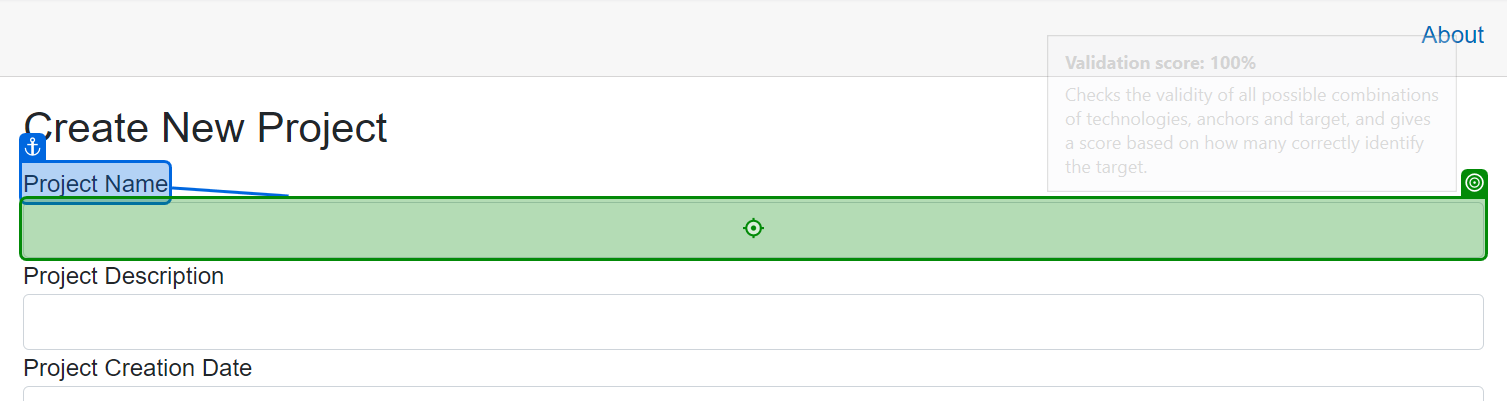 About
Validation score: 100%
Checks the validity of all possible combinations
of technologies, anchors and target, and gives
a score based on how many correctly identify
the target.
Create New Project
Project Name
Project Description
Project Creation Date